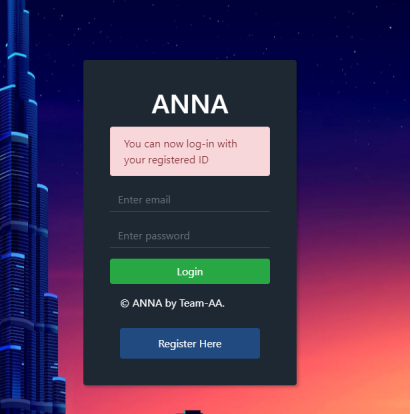 ANNA
You can now log-in with
your registered ID
Enter email
Enter password
Login
© ANNA by Team-AA.
Register Here